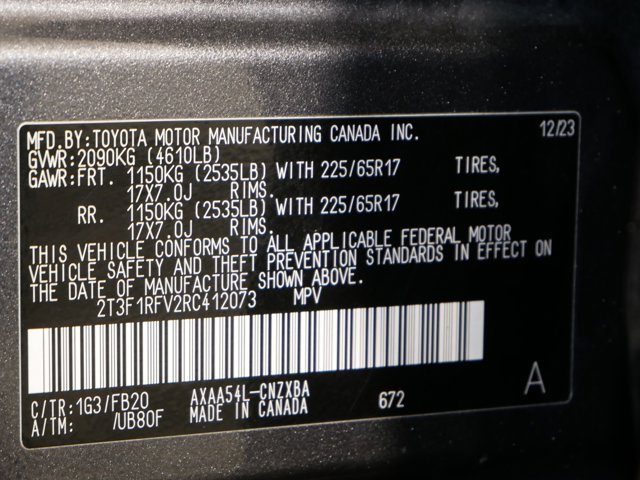 MFD.BY:TOYOTA MOTOR MANUFACTURING CANADA INC. 12/23
GVWR:2090KG (4610LB)
GAWR:FRT. 1150KG (2535LB) WITH 225/65R17 TIRES,
17X7.0J RIMS.
RR. 1150KG (2535LB) WITH 225/65R17 TIRES,
17X7.0J RIMS.
THIS VEHICLE CONFORMS TO ALL APPLICABLE FEDERAL MOTOR
VEHICLE SAFETY AND THEFT PREVENTION STANDARDS IN EFFECT ON
THE DATE OF MANUFACTURE SHOWN ABOVE.
2T3F1RFV2RC412073 MPV
C/TR:1G3/FB20 AXAA54L-CNZXBA 672 A
A/TM: /UB80F MADE IN CANADA